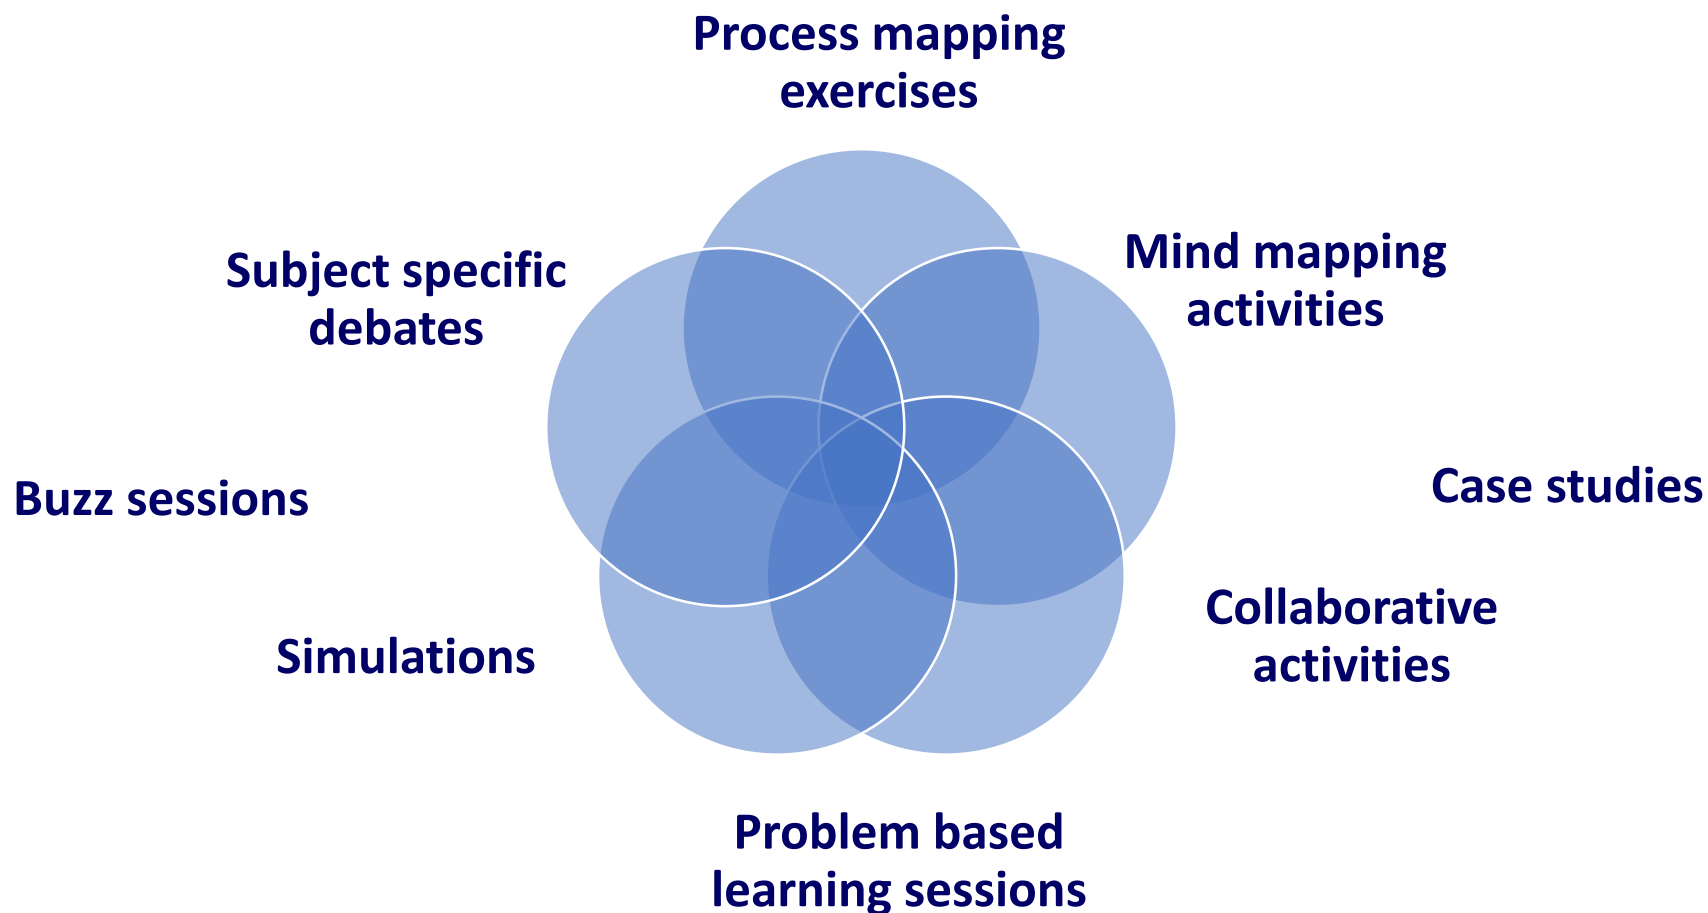 Process mapping
exercises
Subject specific
debates
Mind mapping
activities
Buzz sessions
Case studies
Simulations
Collaborative
activities
Problem based
learning sessions